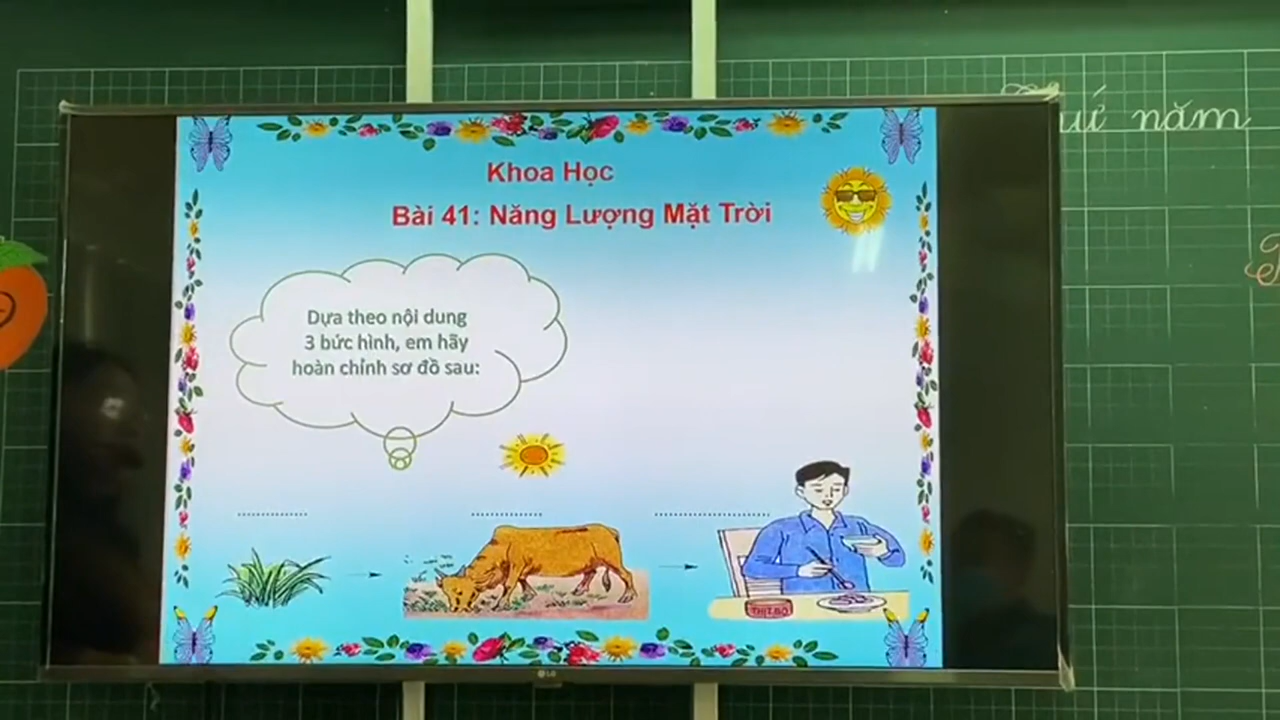 Thứ năm
Khoa Học
Bài 41: Năng Lượng Mặt Trời
Dựa theo nội dung
3 bức hình, em hãy
hoàn chỉnh sơ đồ sau:
................
................
..........................
THỊT BÒ
LG